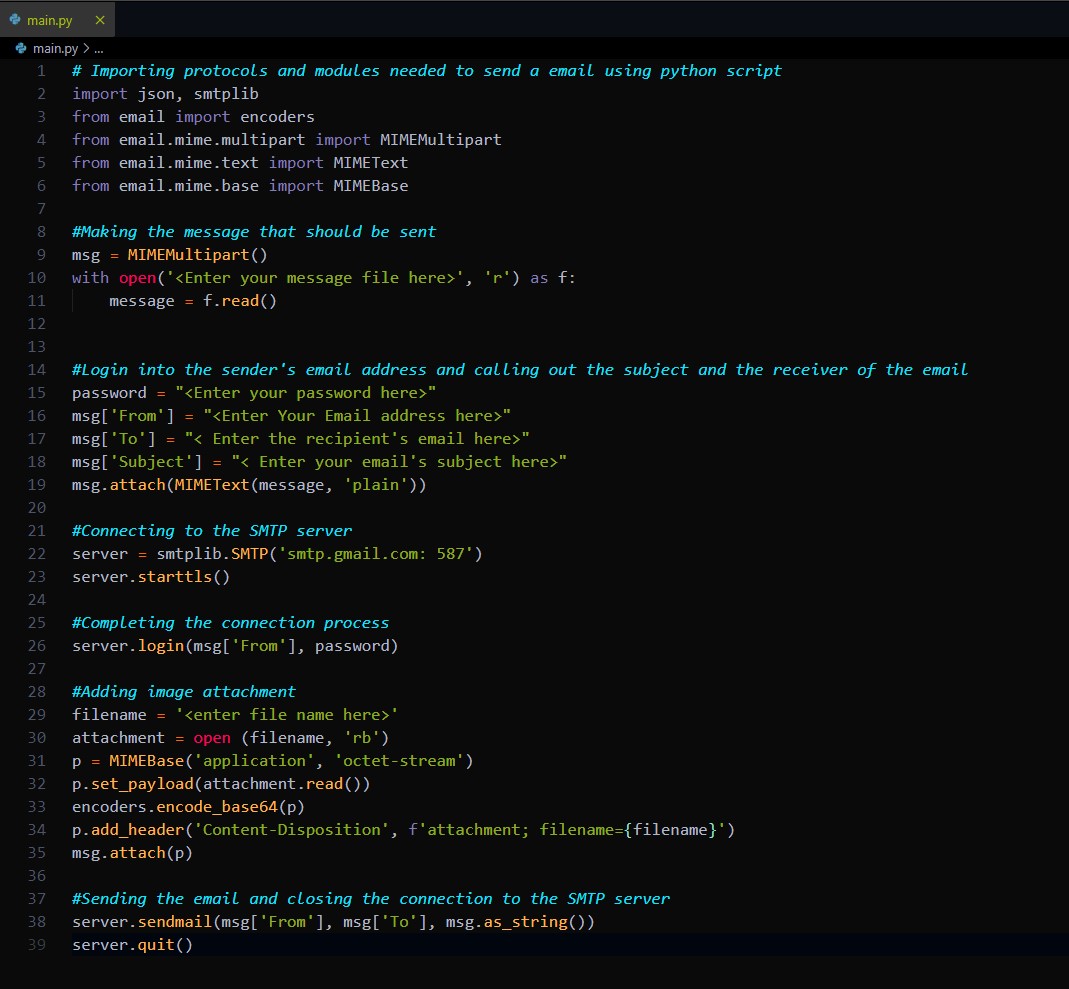 main.py ×
main.py > ...
1 # Importing protocols and modules needed to send a email using python script
2 import json, smtplib
3 from email import encoders
4 from email.mime.multipart import MIMEMultipart
5 from email.mime.text import MIMEText
6 from email.mime.base import MIMEBase
7
8 #Making the message that should be sent
9 msg = MIMEMultipart()
10 with open('<Enter your message file here>', 'r') as f:
11     message = f.read()
12
13
14 #Login into the sender's email address and calling out the subject and the receiver of the email
15 password = "<Enter your password here>"
16 msg['From'] = "<Enter Your Email address here>"
17 msg['To'] = "< Enter the recipient's email here>"
18 msg['Subject'] = "< Enter your email's subject here>"
19 msg.attach(MIMEText(message, 'plain'))
20
21 #Connecting to the SMTP server
22 server = smtplib.SMTP('smtp.gmail.com: 587')
23 server.starttls()
24
25 #Completing the connection process
26 server.login(msg['From'], password)
27
28 #Adding image attachment
29 filename = '<enter file name here>'
30 attachment = open (filename, 'rb')
31 p = MIMEBase('application', 'octet-stream')
32 p.set_payload(attachment.read())
33 encoders.encode_base64(p)
34 p.add_header('Content-Disposition', f'attachment; filename={filename}')
35 msg.attach(p)
36
37 #Sending the email and closing the connection to the SMTP server
38 server.sendmail(msg['From'], msg['To'], msg.as_string())
39 server.quit()